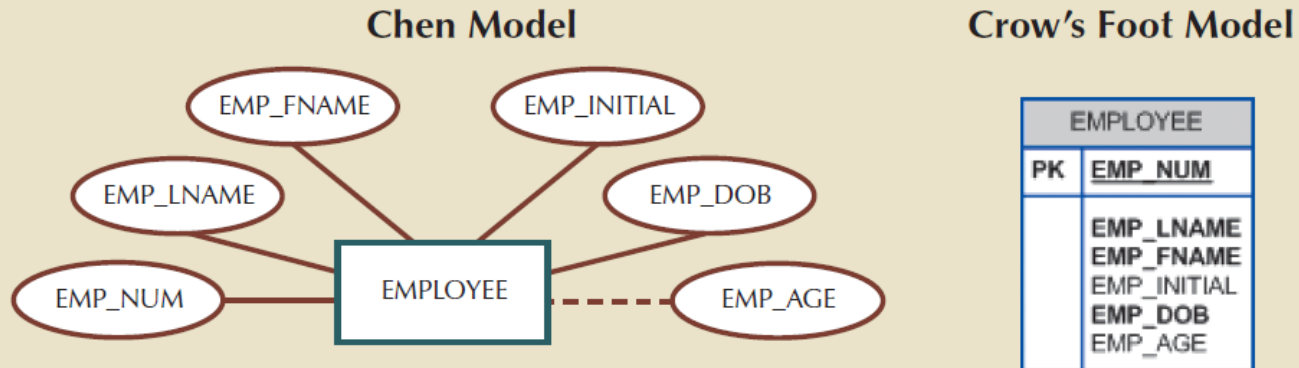 Chen Model
EMP_FNAME
EMP_INITIAL
EMP_LNAME
EMP_DOB
EMP_NUM
EMPLOYEE
EMP_AGE
Crow's Foot Model
EMPLOYEE
PK EMP_NUM
EMP_LNAME
EMP_FNAME
EMP_INITIAL
EMP_DOB
EMP_AGE